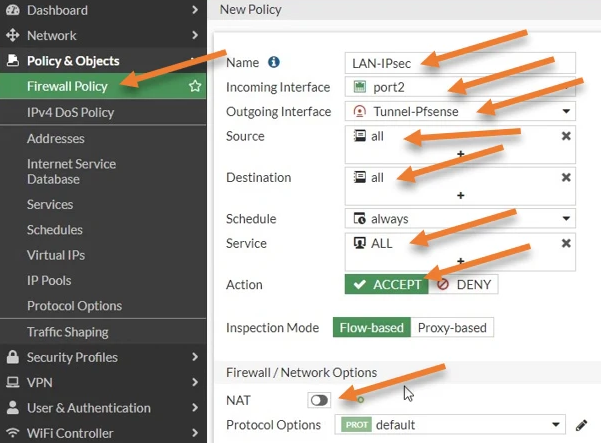 Dashboard
Network
Policy & Objects
Firewall Policy
IPv4 DoS Policy
Addresses
Internet Service
Database
Services
Schedules
Virtual IPs
IP Pools
Protocol Options
Traffic Shaping
Security Profiles
VPN
User & Authentication
WiFi Controller
New Policy
Name LAN-IPsec
Incoming Interface port2
Outgoing Interface Tunnel-Pfsense
Source all
+
Destination all
+
Schedule always
Service ALL
+
Action ACCEPT DENY
Inspection Mode Flow-based Proxy-based
Firewall / Network Options
NAT
Protocol Options PROT default